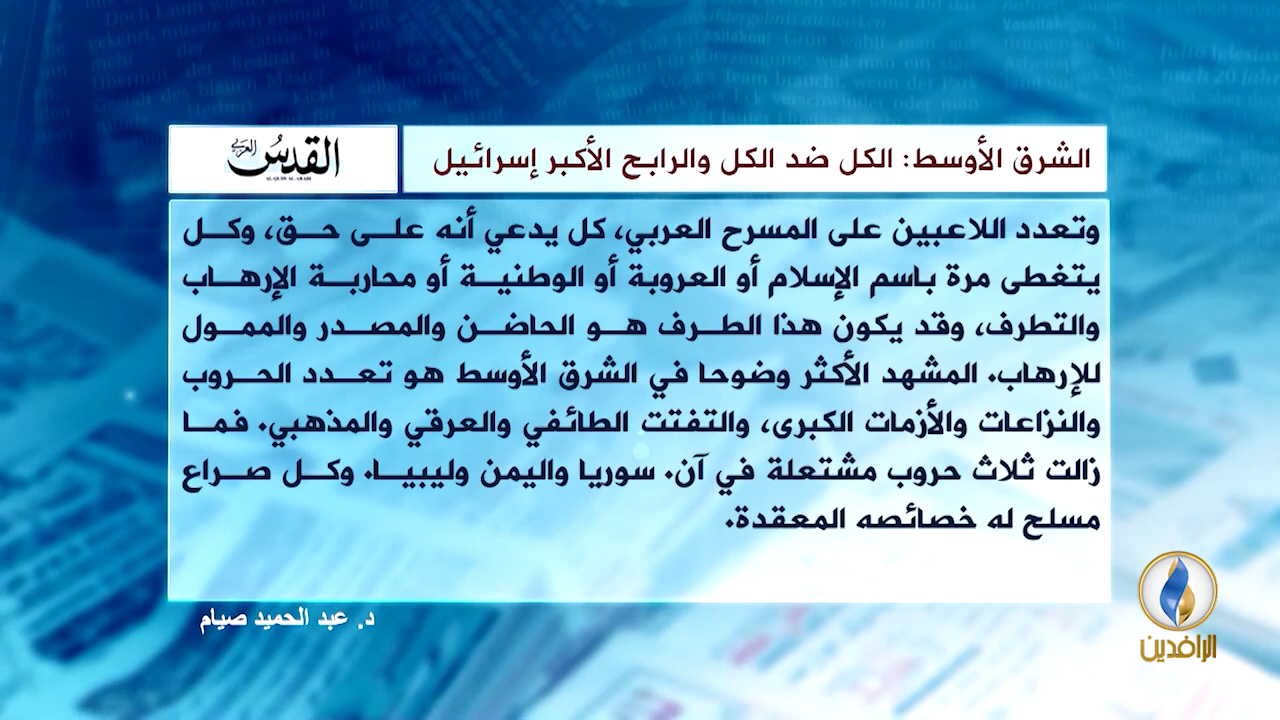 الشرق الأوسط: الكل ضد الكل والرابح الأكبر إسرائيل
القدس العربي
AL-QUDS AL-ARABI
وتعدد اللاعبين على المسرح العربي، كل يدعي أنه على حق، وكل
يتغطى مرة باسم الإسلام أو العروبة أو الوطنية أو محاربة الإرهاب
والتطرف، وقد يكون هذا الطرف هو الحاضن والمصدر والممول
للإرهاب. المشهد الأكثر وضوحا في الشرق الأوسط هو تعدد الحروب
والنزاعات والأزمات الكبرى، والتفتت الطائفي والعرقي والمذهبي. فما
زالت ثلاث حروب مشتعلة في آن. سوريا واليمن وليبيا. وكل صراع
مسلح له خصائصه المعقدة.
د. عبد الحميد صيام
الرافدين